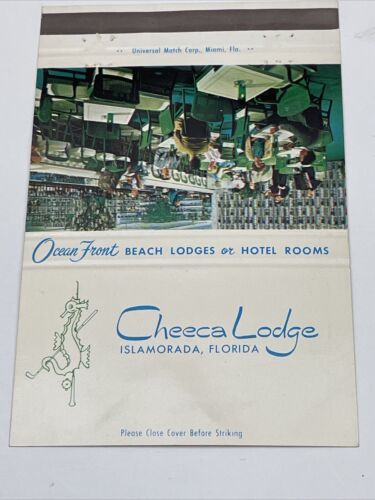 Universal Match Corp., Miami, Fla.
Ocean Front BEACH LODGES or HOTEL ROOMS
Cheeca Lodge
ISLAMORADA, FLORIDA
Please Close Cover Before Striking